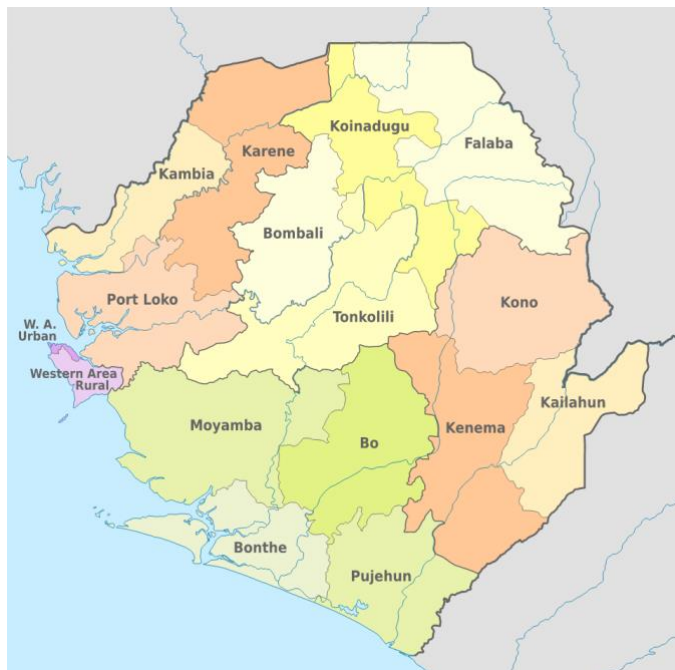 Koinadugu
Falaba
Karene
Kambia
Bombali
Port Loko
Kono
Tonkolili
W. A.
Urban
Western Area
Rural
Kailahun
Moyamba
Kenema
Bo
Bonthe
Pujehun